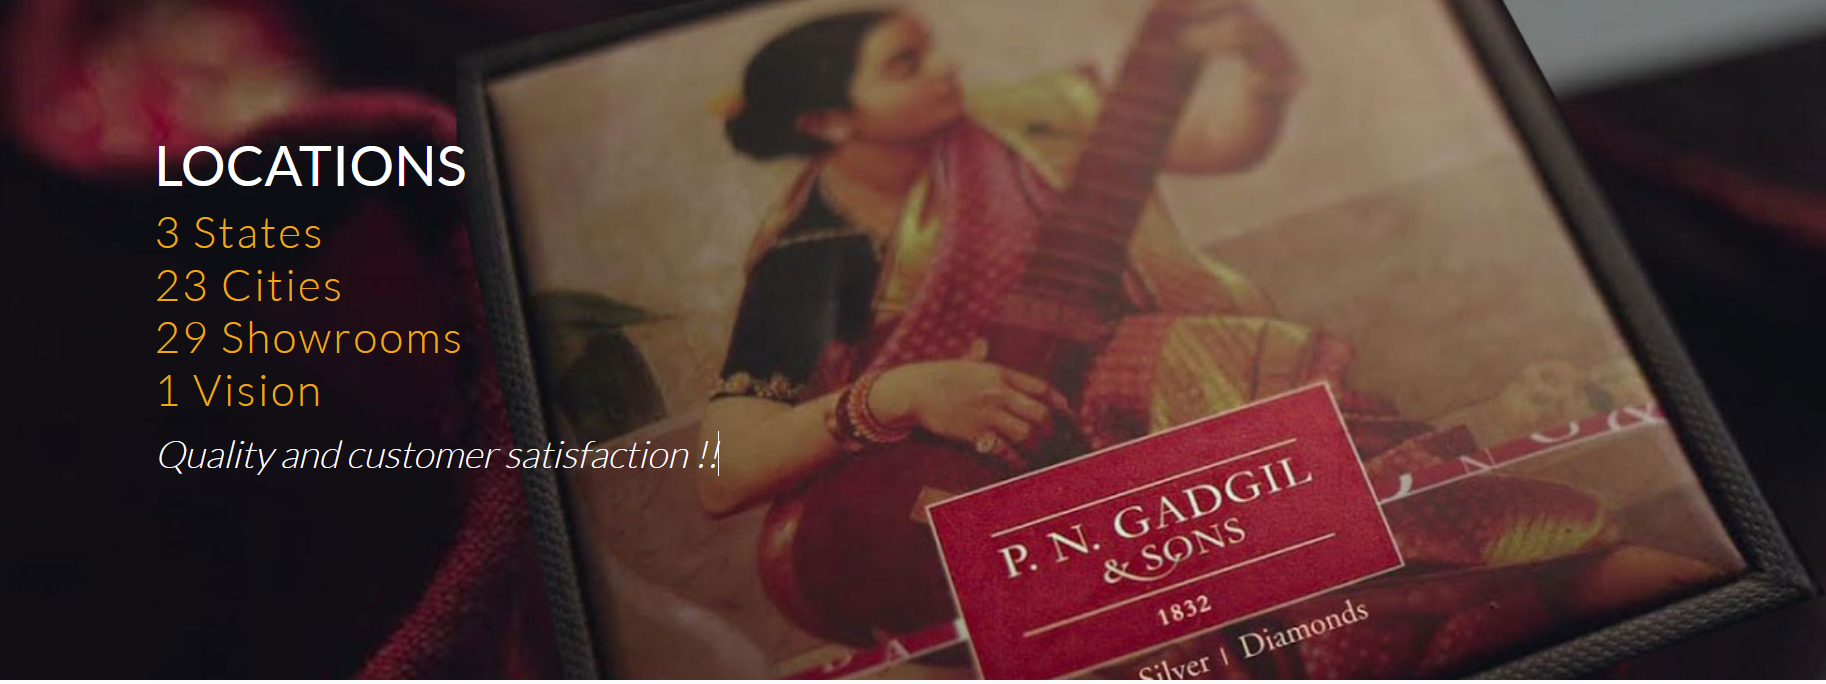 LOCATIONS
3 States
23 Cities
29 Showrooms
1 Vision
Quality and customer satisfaction !!
P. N. GADGIL
& SONS
1832
Silver | Diamonds